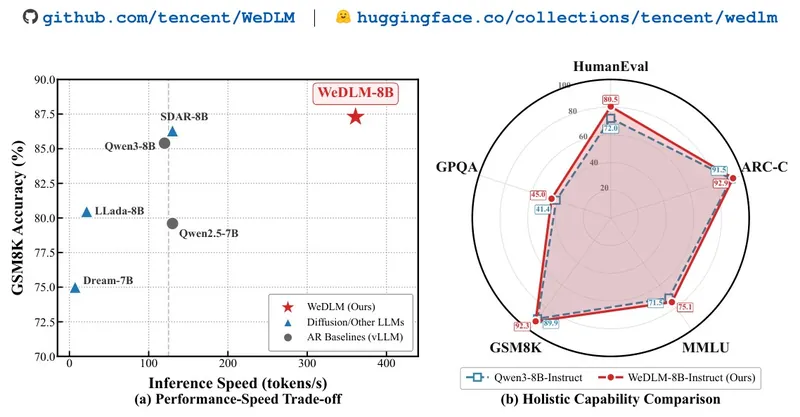 github.com/tencent/WeDLM | huggingface.co/collections/tencent/wedlm
GSM8K Accuracy (%)
90.0
87.5
85.0
82.5
80.0
77.5
75.0
72.5
70.0
WeDLM-8B
SDAR-8B
Qwen3-8B
LLada-8B
Qwen2.5-7B
Dream-7B
WeDLM (Ours)
Diffusion/Other LLMs
AR Baselines (vLLM)
0 100 200 300 400
Inference Speed (tokens/s)
(a) Performance-Speed Trade-off
HumanEval
100
80
60
40
20
80.5
72.0
GPQA
ARC-C
91.5
92.9
45.0
41.4
71.5
75.1
92.3
89.9
GSM8K
MMLU
Qwen3-8B-Instruct
WeDLM-8B-Instruct (Ours)
(b) Holistic Capability Comparison